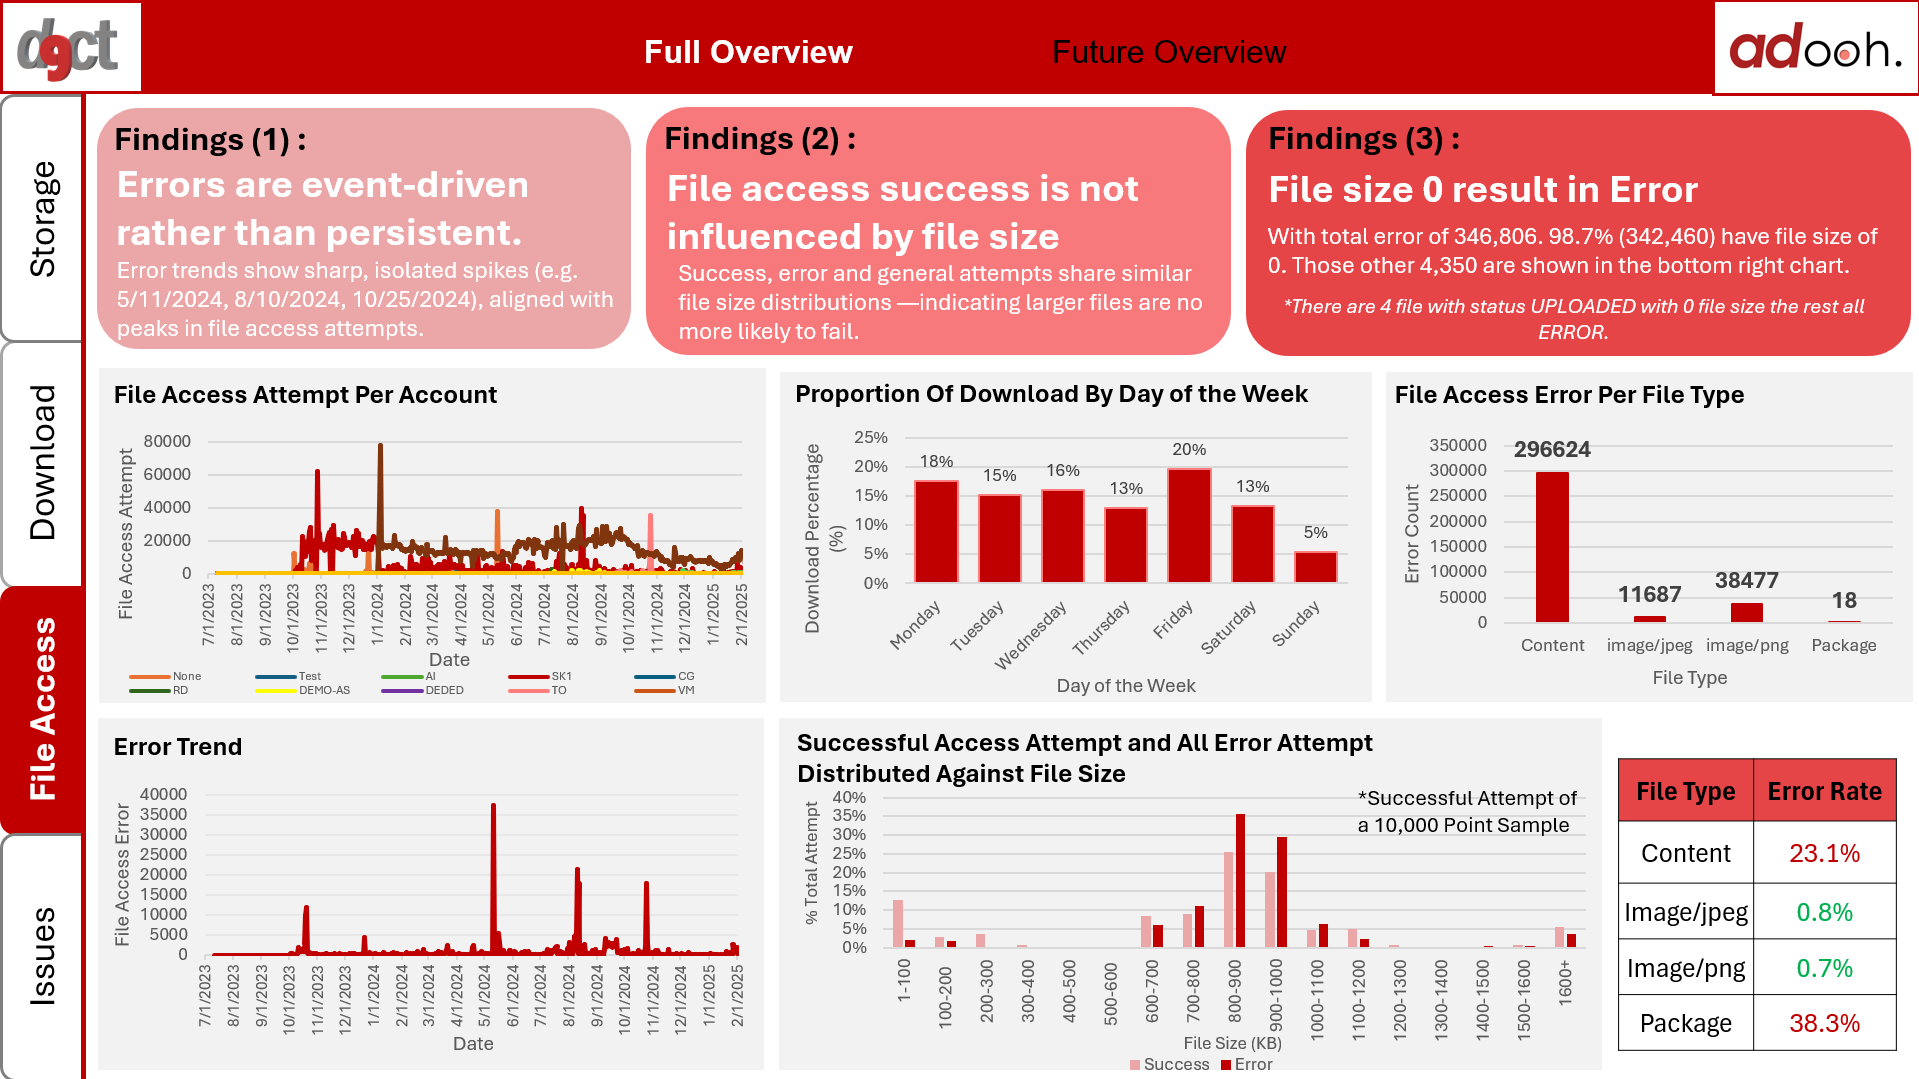 dgct
Full Overview
Future Overview
adooh.
Storage
Download
File Access
Issues
Findings (1) :
Errors are event-driven
rather than persistent.
Error trends show sharp, isolated spikes (e.g.
5/11/2024, 8/10/2024, 10/25/2024), aligned with
peaks in file access attempts.
Findings (2) :
File access success is not
influenced by file size
Success, error and general attempts share similar
file size distributions —indicating larger files are no
more likely to fail.
Findings (3) :
File size 0 result in Error
With total error of 346,806. 98.7% (342,460) have file size of
0. Those other 4,350 are shown in the bottom right chart.
*There are 4 file with status UPLOADED with 0 file size the rest all
ERROR.
File Access Attempt Per Account
File Access Attempt
80000
60000
40000
20000
0
7/1/2023
8/1/2023
9/1/2023
10/1/2023
11/1/2023
12/1/2023
1/1/2024
2/1/2024
3/1/2024
4/1/2024
5/1/2024
6/1/2024
7/1/2024
8/1/2024
9/1/2024
10/1/2024
11/1/2024
12/1/2024
1/1/2025
2/1/2025
Date
None Test AI SK1 CG
RD DEMO-AS DEDED TO VM
Proportion Of Download By Day of the Week
Download Percentage
(%)
25%
20%
15%
10%
5%
0%
18%
15%
16%
13%
20%
13%
5%
Monday
Tuesday
Wednesday
Thursday
Friday
Saturday
Sunday
Day of the Week
File Access Error Per File Type
Error Count
350000
300000
250000
200000
150000
100000
50000
0
296624
11687
38477
18
Content image/jpeg image/png Package
File Type
Error Trend
File Access Error
40000
35000
30000
25000
20000
15000
10000
5000
0
7/1/2023
8/1/2023
9/1/2023
10/1/2023
11/1/2023
12/1/2023
1/1/2024
2/1/2024
3/1/2024
4/1/2024
5/1/2024
6/1/2024
7/1/2024
8/1/2024
9/1/2024
10/1/2024
11/1/2024
12/1/2024
1/1/2025
2/1/2025
Date
Successful Access Attempt and All Error Attempt
Distributed Against File Size
*Successful Attempt of
a 10,000 Point Sample
% Total Attempt
40%
35%
30%
25%
20%
15%
10%
5%
0%
1-100
100-200
200-300
300-400
400-500
500-600
600-700
700-800
800-900
900-1000
1000-1100
1100-1200
1200-1300
1300-1400
1400-1500
1500-1600
1600+
File Size (KB)
Success Error
File Type Error Rate
Content 23.1%
Image/jpeg 0.8%
Image/png 0.7%
Package 38.3%